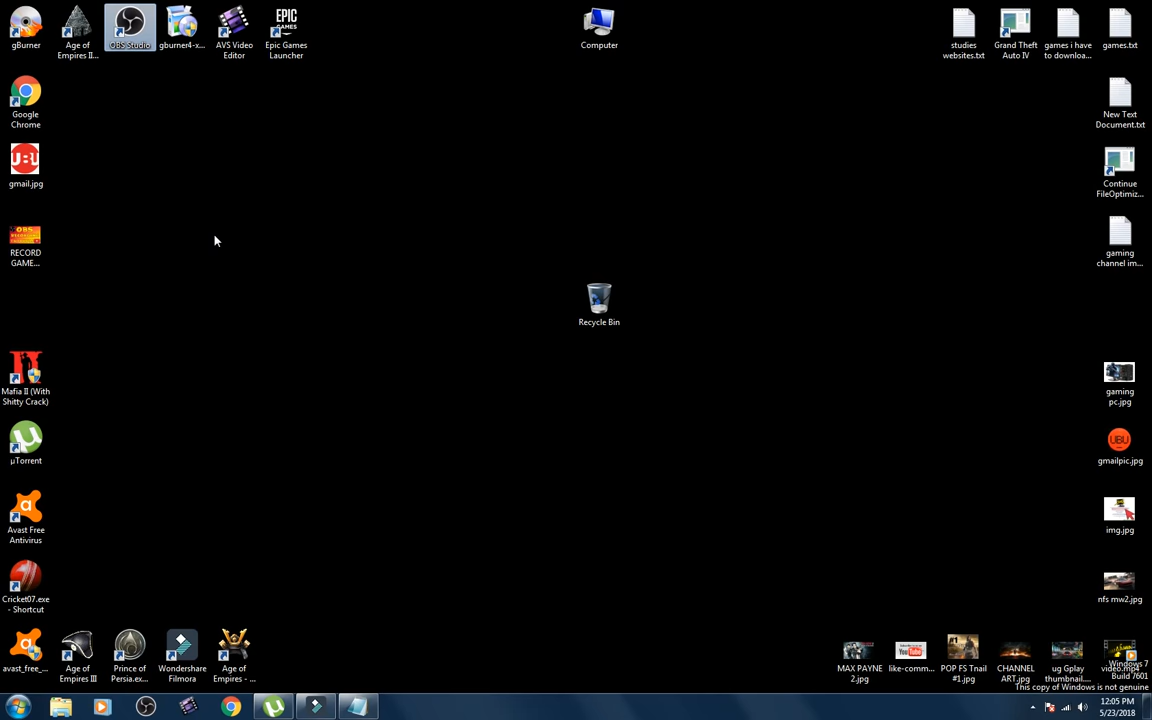 gBurner
Age of
Empires II...
OBS Studio
gburner4-x...
AVS Video
Editor
EPIC
GAMES
Epic Games
Launcher
Computer
studies
websites.txt
Grand Theft
Auto IV
games i have
to downloa...
games.txt
Google
Chrome
New Text
Document.txt
UBU
gmail.jpg
Continue
FileOptimiz...
OBS
RECORD
GAME...
gaming
channel im...
Recycle Bin
Mafia II (With
Shitty Crack)
gaming
pc.jpg
µ
µTorrent
UBU
gmailpic.jpg
Avast Free
Antivirus
img.jpg
Cricket07.exe
- Shortcut
nfs mw2.jpg
avast_free_...
Age of
Empires III
Prince of
Persia.ex...
Wondershare
Filmora
Age of
Empires - ...
MAX PAYNE
2.jpg
YouTube
like-comm...
POP FS Tnail
#1.jpg
CHANNEL
ART.jpg
ug Gplay
thumbnail....
video.mp4
Windows 7
Build 7601
This copy of Windows is not genuine
12:05 PM
5/23/2018